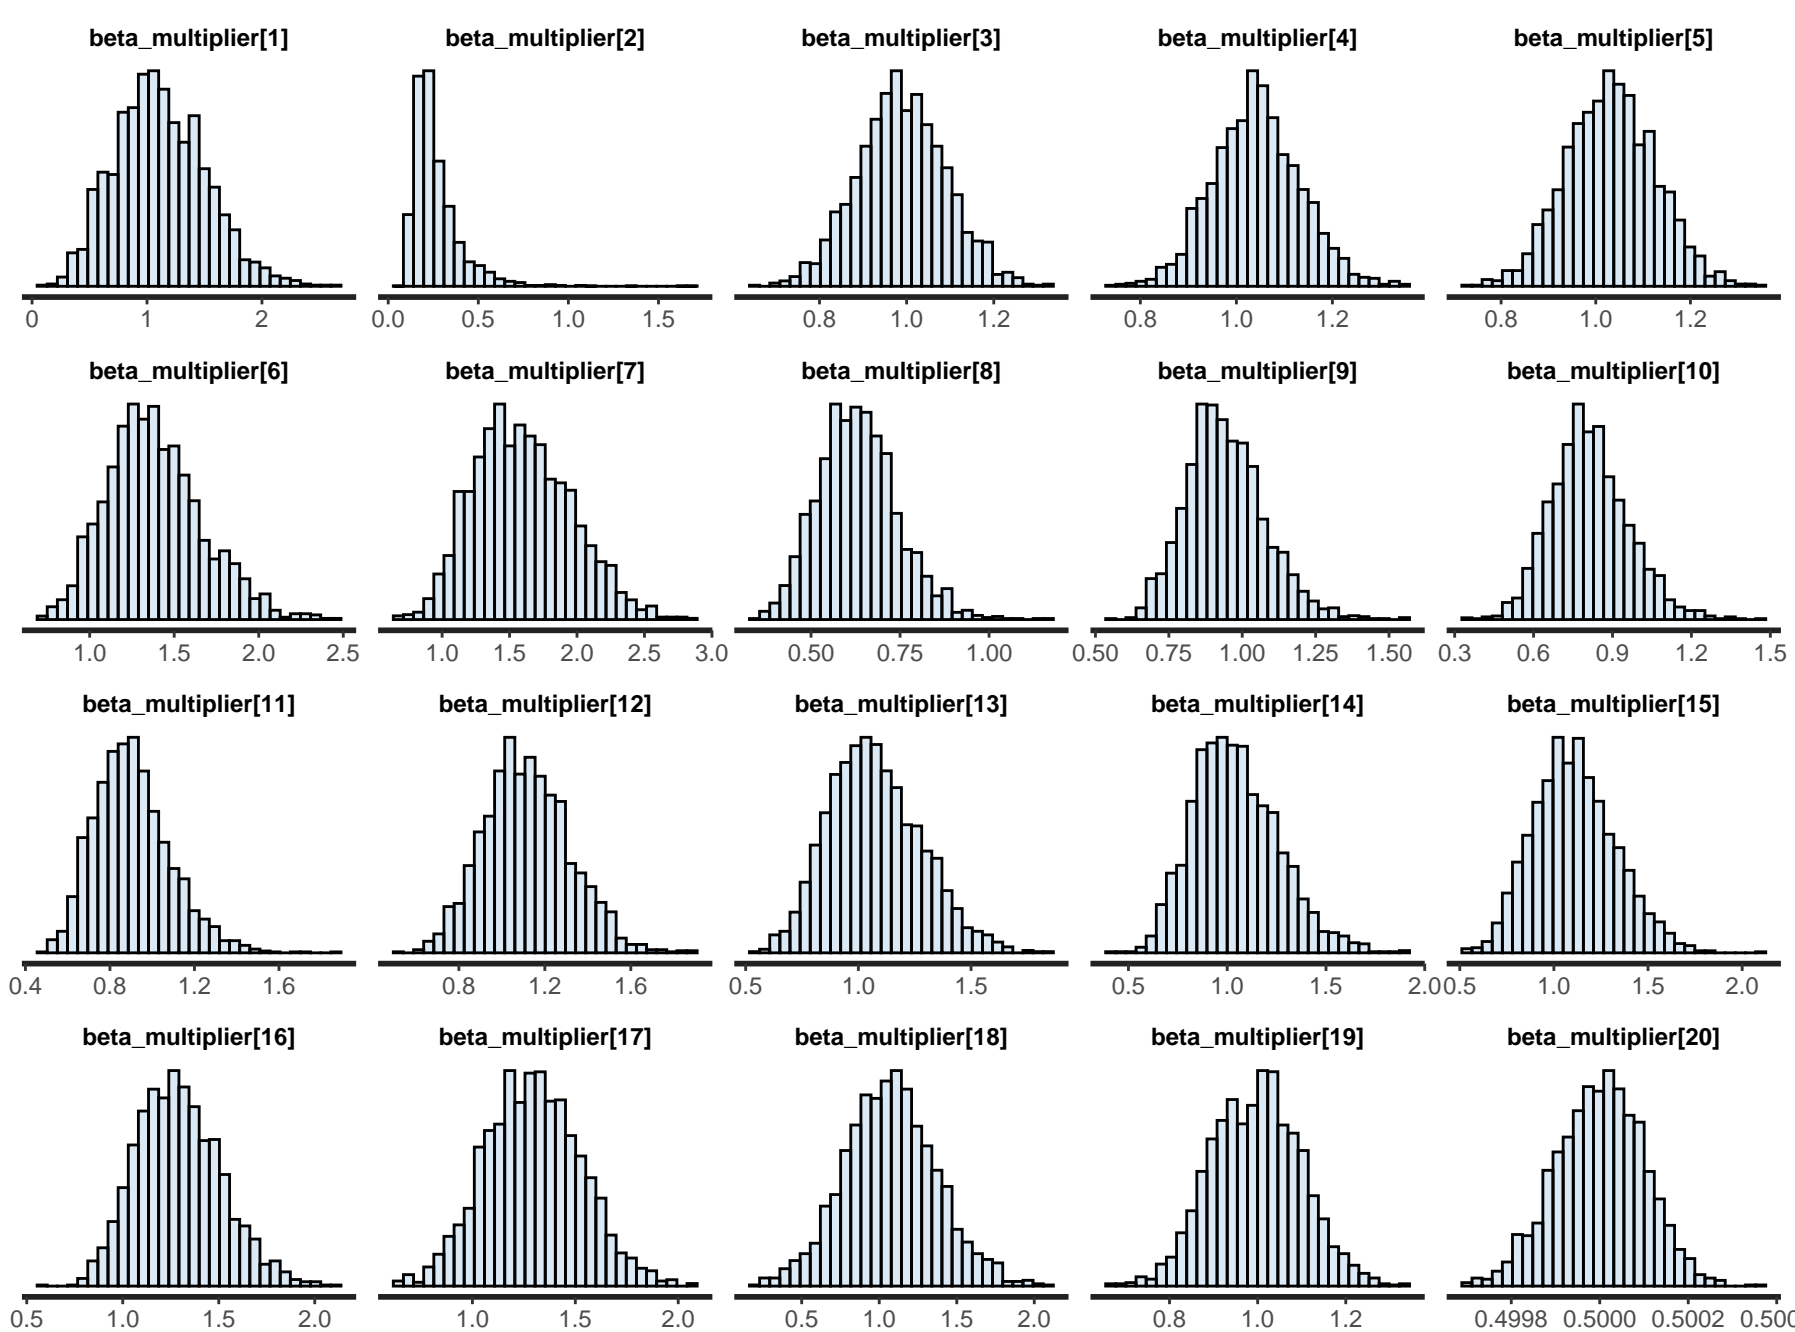 beta_multiplier[1] beta_multiplier[2] beta_multiplier[3] beta_multiplier[4] beta_multiplier[5]
0 1 2 0.0 0.5 1.0 1.5 0.8 1.0 1.2 0.8 1.0 1.2 0.8 1.0 1.2
beta_multiplier[6] beta_multiplier[7] beta_multiplier[8] beta_multiplier[9] beta_multiplier[10]
1.0 1.5 2.0 2.5 1.0 1.5 2.0 3.0 0.50 0.75 1.00 0.50 0.75 1.00 1.25 1.50 0.3 0.6 0.9 1.2 1.5
beta_multiplier[11] beta_multiplier[12] beta_multiplier[13] beta_multiplier[14] beta_multiplier[15]
0.4 0.8 1.2 1.6 0.8 1.2 1.6 0.5 1.0 1.5 0.5 1.0 1.5 2.0 0.5 1.0 1.5 2.0
beta_multiplier[16] beta_multiplier[17] beta_multiplier[18] beta_multiplier[19] beta_multiplier[20]
0.5 1.0 1.5 2.0 1.0 1.5 2.0 0.5 1.0 1.5 2.0 0.8 1.0 1.2 0.4998 0.5000 0.5002 0.500